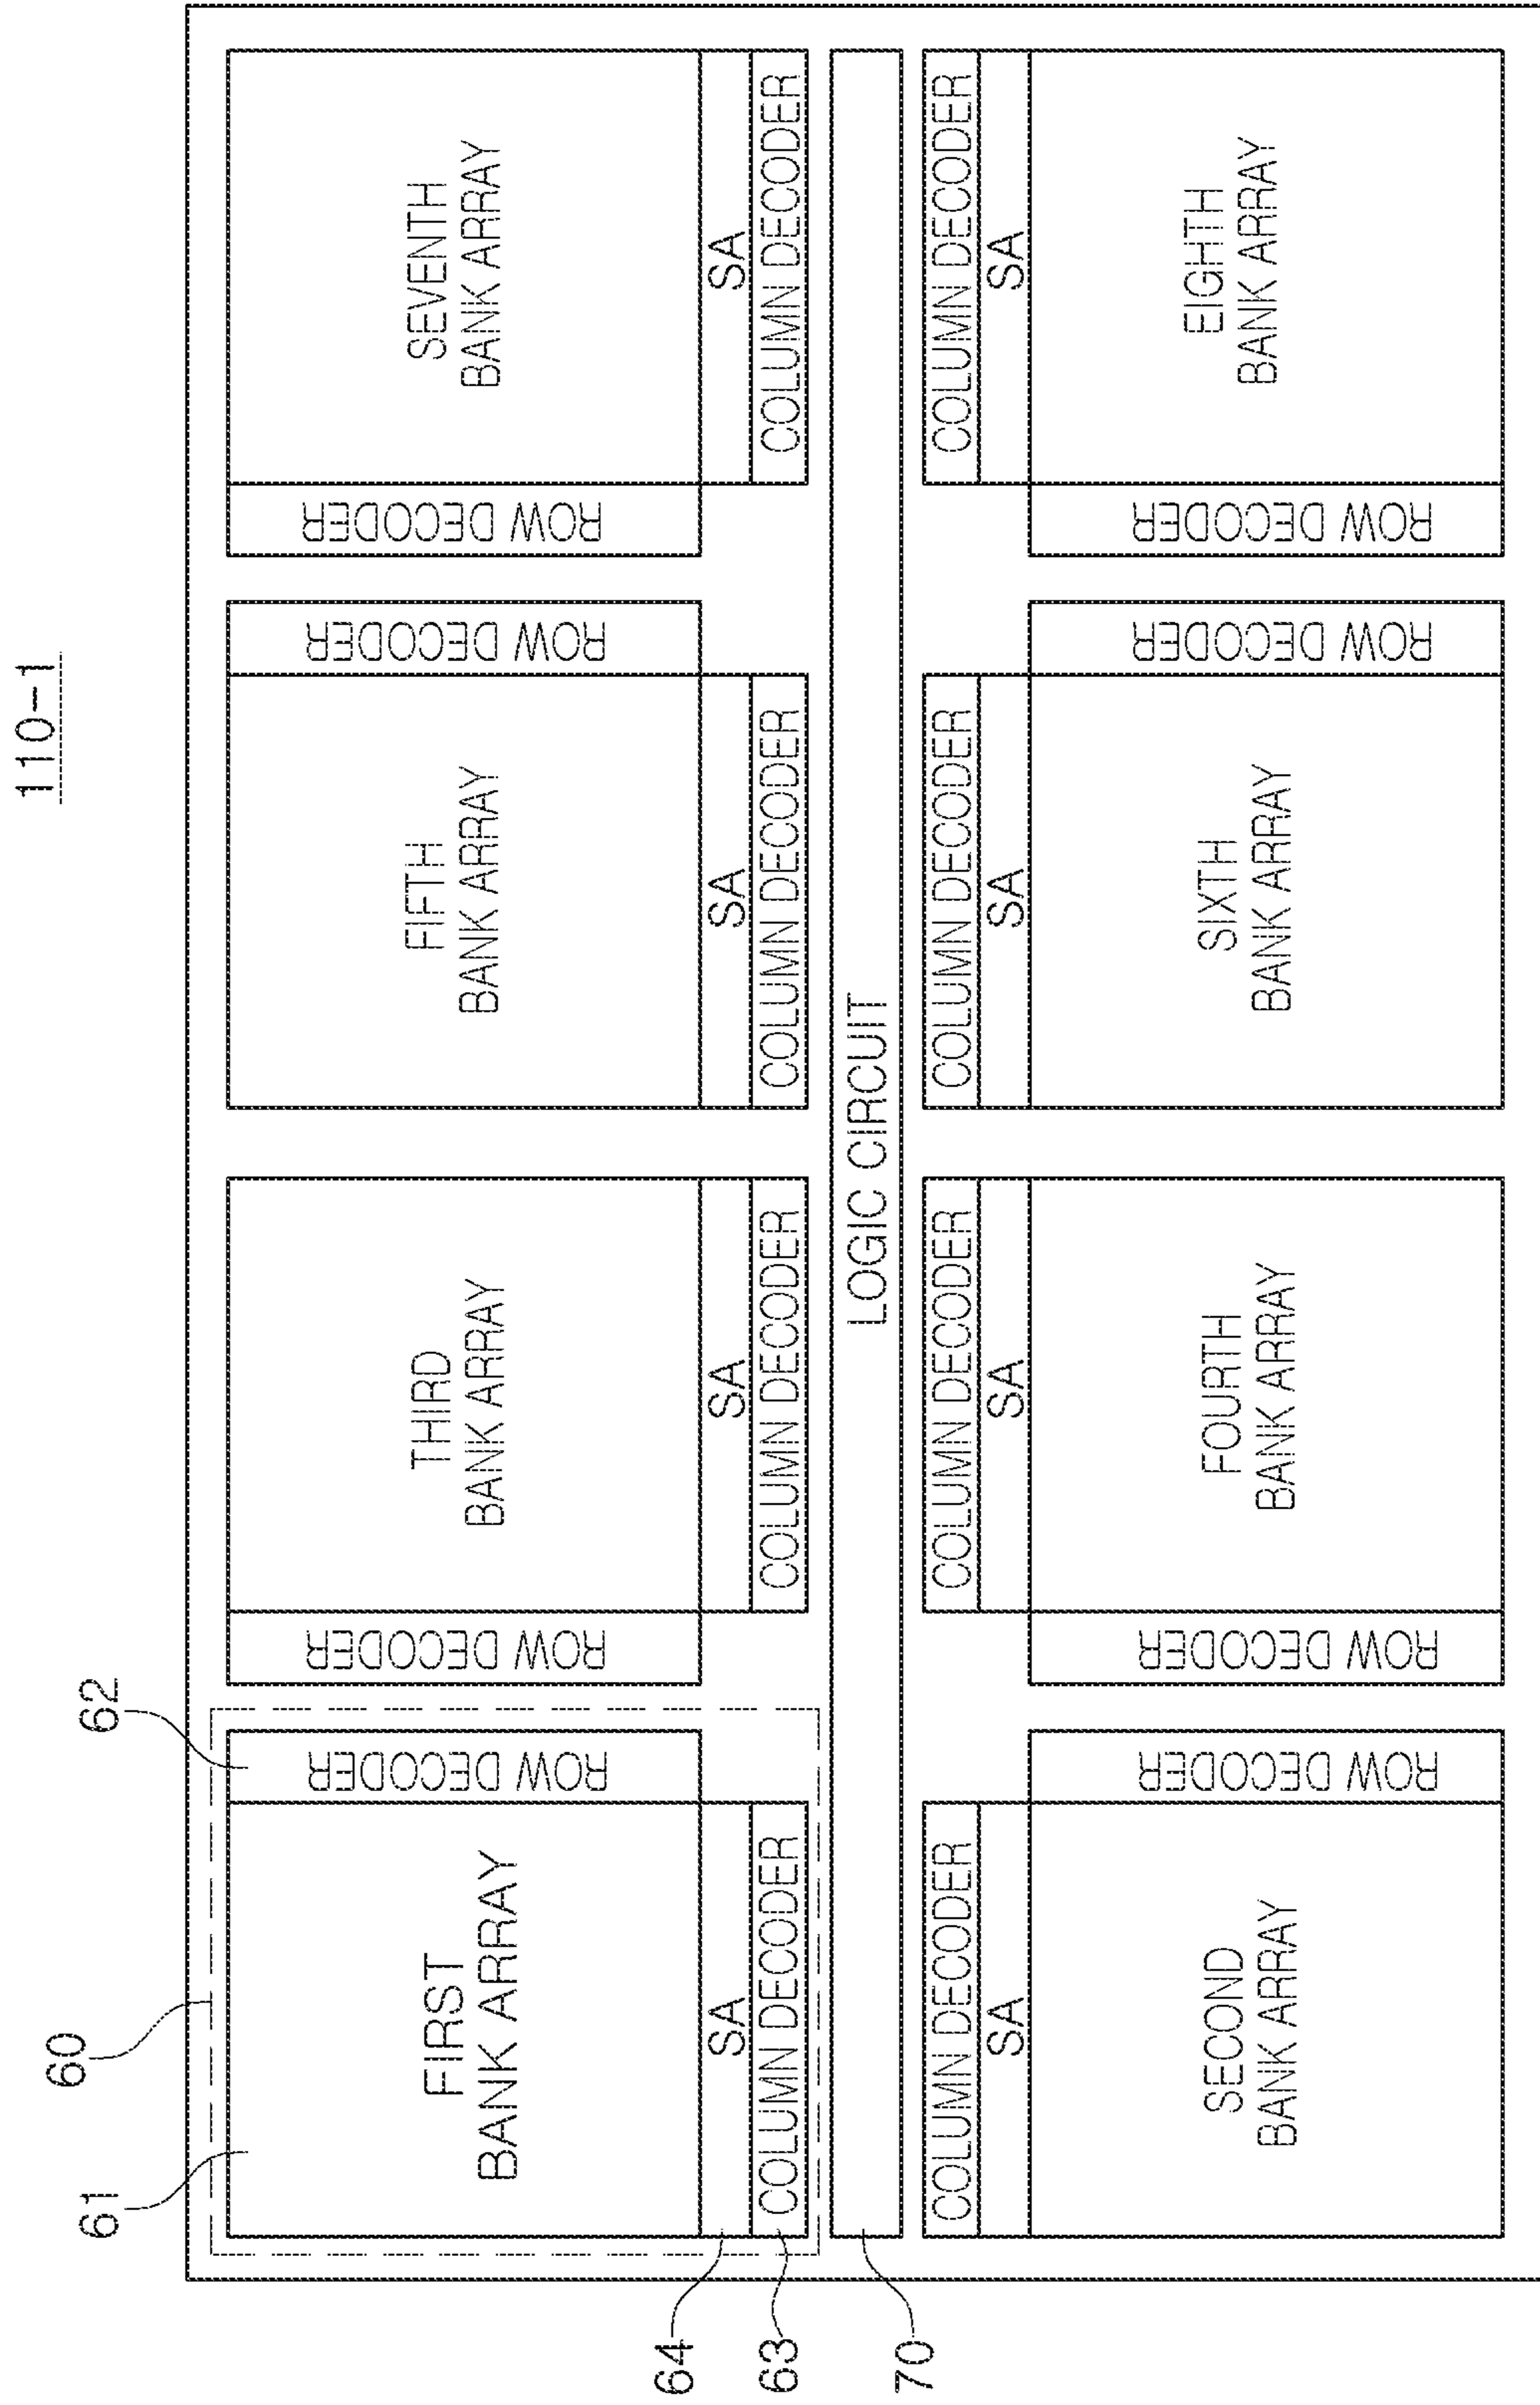 110-1
60
61
62
FIRST
BANK ARRAY
ROW DECODER
SA
COLUMN DECODER
64
63
THIRD
BANK ARRAY
ROW DECODER
SA
COLUMN DECODER
FIFTH
BANK ARRAY
ROW DECODER
SA
COLUMN DECODER
SEVENTH
BANK ARRAY
ROW DECODER
SA
COLUMN DECODER
70
LOGIC CIRCUIT
COLUMN DECODER
SA
ROW DECODER
SECOND
BANK ARRAY
COLUMN DECODER
SA
ROW DECODER
FOURTH
BANK ARRAY
COLUMN DECODER
SA
ROW DECODER
SIXTH
BANK ARRAY
COLUMN DECODER
SA
ROW DECODER
EIGHTH
BANK ARRAY